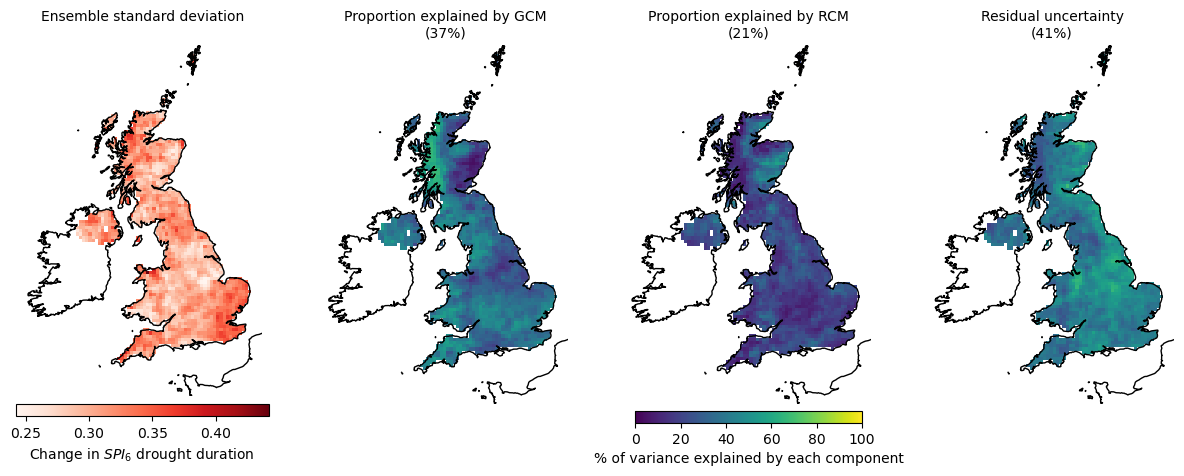 Ensemble standard deviation
Proportion explained by GCM
(37%)
Proportion explained by RCM
(21%)
Residual uncertainty
(41%)
0.25 0.30 0.35 0.40
Change in SPI₆ drought duration
0 20 40 60 80 100
% of variance explained by each component